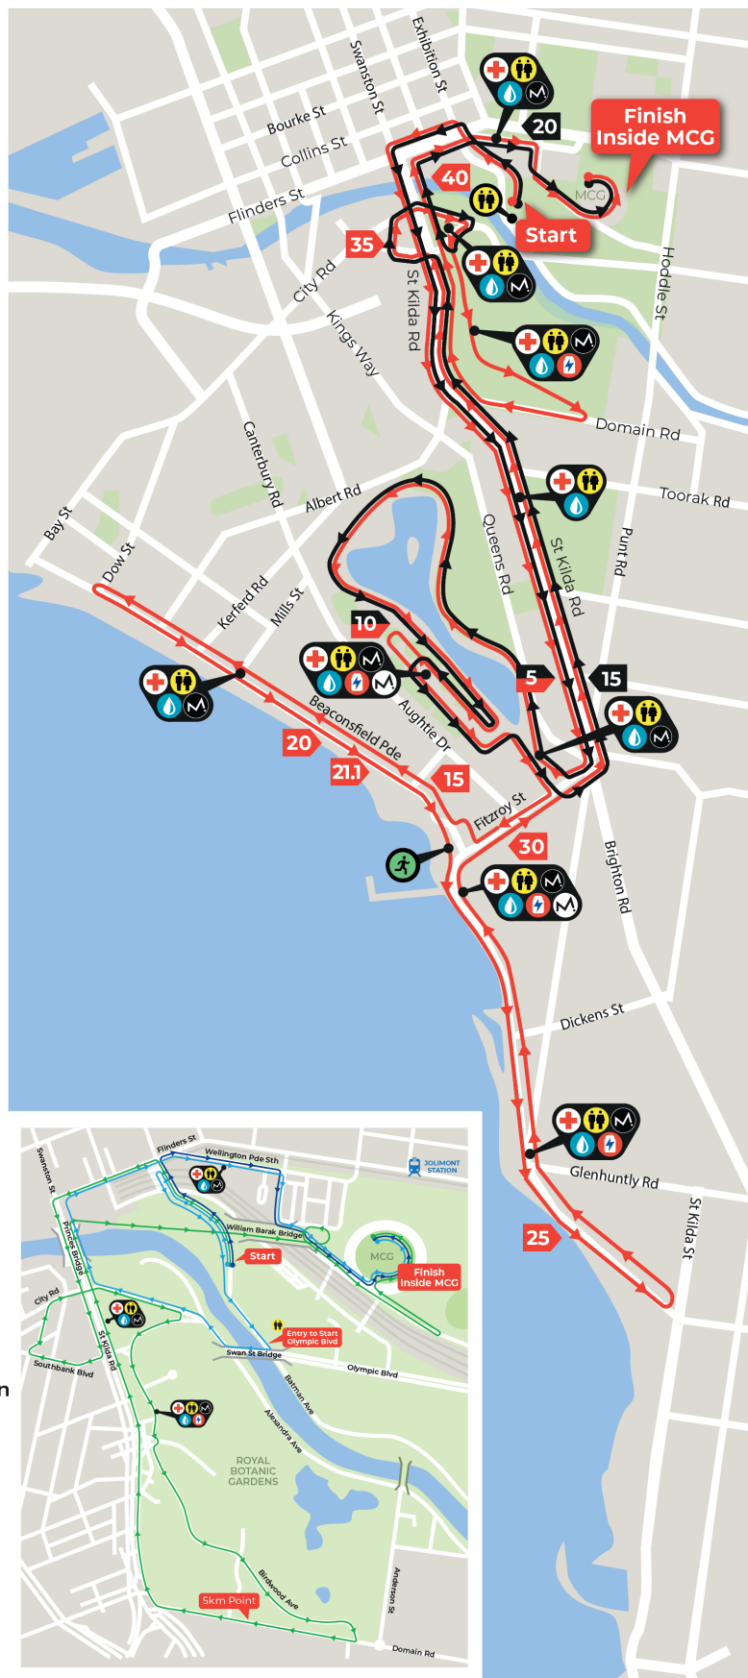 Exhibition St
Swanston St
Bourke St
Collins St
Flinders St
20
Finish
Inside MCG
MCG
40
Start
35
City Rd
Kings Way
St Kilda Rd
Hoddle St
Domain Rd
Canterbury Rd
Albert Rd
Toorak Rd
Bay St
Dow St
Queens Rd
St Kilda Rd
Punt Rd
Kerferd Rd
Mills St
10
5
15
Aughtie Dr
Beaconsfield Pde
20
21.1
15
Fitzroy St
30
Brighton Rd
Dickens St
Glenhuntly Rd
25
St Kilda St
Flinders St
Wellington Pde Sth
JOLIMONT
STATION
Swanston St
Princes Bridge
William Barak Bridge
MCG
Start
Finish
Inside MCG
City Rd
Entry to Start
Olympic Blvd
Swan St Bridge
Olympic Blvd
St Kilda Rd
Southbank Blvd
Batman Ave
Alexandra Ave
n
ROYAL
BOTANIC
GARDENS
Birdwood Ave
Anderson St
5km Point
Domain Rd